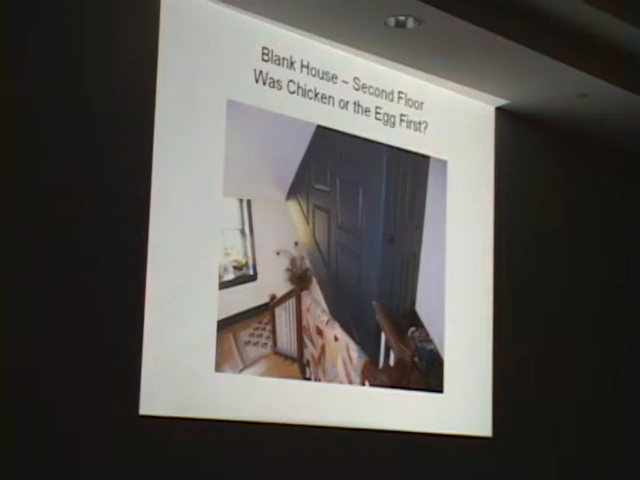 Blank House – Second Floor
Was Chicken or the Egg First?